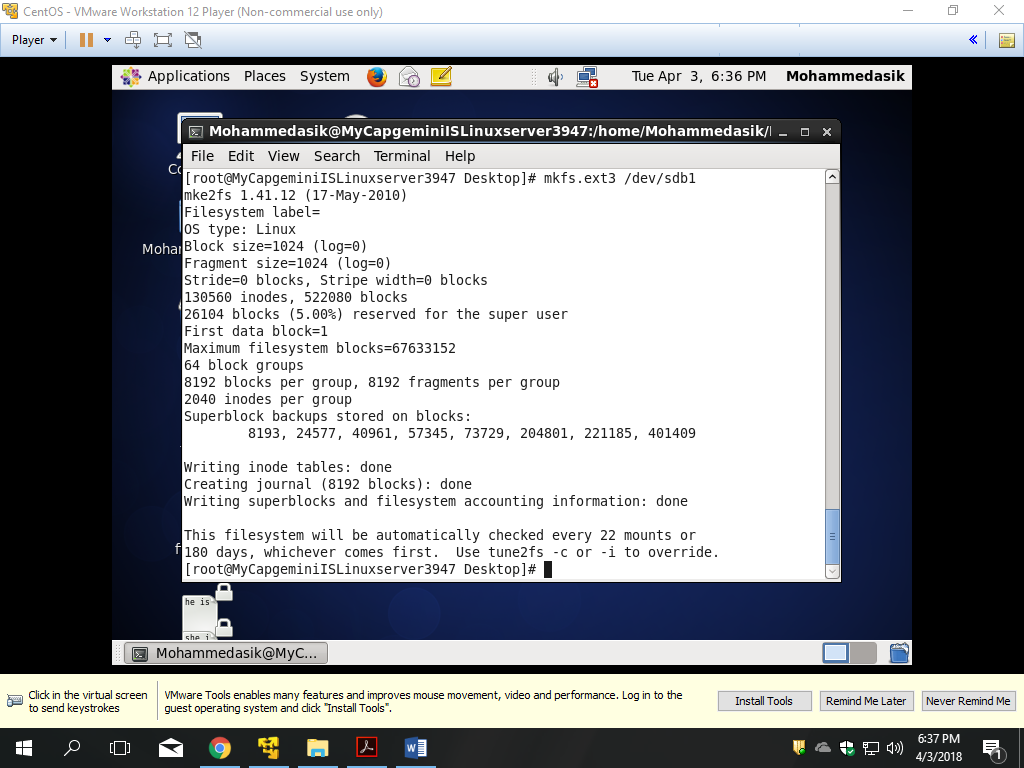 CentOS - VMware Workstation 12 Player (Non-commercial use only)
Player
Applications Places System Tue Apr 3, 6:36 PM Mohammedasik
Mohammedasik@MyCapgeminiISLinuxserver3947:/home/Mohammedasik/
File Edit View Search Terminal Help
[root@MyCapgeminiISLinuxserver3947 Desktop]# mkfs.ext3 /dev/sdb1
mke2fs 1.41.12 (17-May-2010)
Filesystem label=
OS type: Linux
Block size=1024 (log=0)
Fragment size=1024 (log=0)
Stride=0 blocks, Stripe width=0 blocks
130560 inodes, 522080 blocks
26104 blocks (5.00%) reserved for the super user
First data block=1
Maximum filesystem blocks=67633152
64 block groups
8192 blocks per group, 8192 fragments per group
2040 inodes per group
Superblock backups stored on blocks:
8193, 24577, 40961, 57345, 73729, 204801, 221185, 401409
Writing inode tables: done
Creating journal (8192 blocks): done
Writing superblocks and filesystem accounting information: done
This filesystem will be automatically checked every 22 mounts or
180 days, whichever comes first.  Use tune2fs -c or -i to override.
[root@MyCapgeminiISLinuxserver3947 Desktop]#
Co
Moha
f
he is
she i
Mohammedasik@MyC...
Click in the virtual screen
to send keystrokes
VMware Tools enables many features and improves mouse movement, video and performance. Log in to the
guest operating system and click "Install Tools".
Install Tools
Remind Me Later
Never Remind Me
6:37 PM
4/3/2018
1